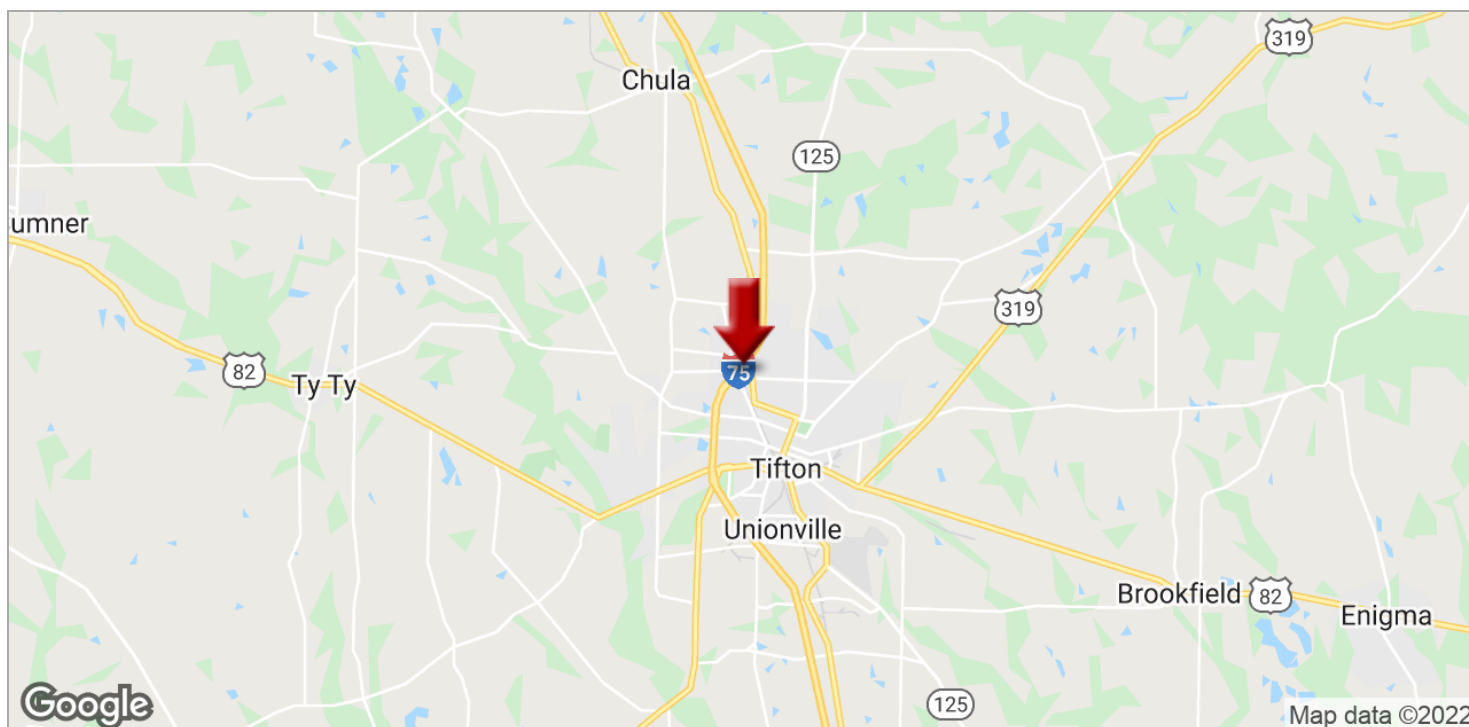 319
Chula
125
umner
319
75
82
Ty Ty
Tifton
Unionville
Brookfield
82
Enigma
125
Google
Map data ©2022